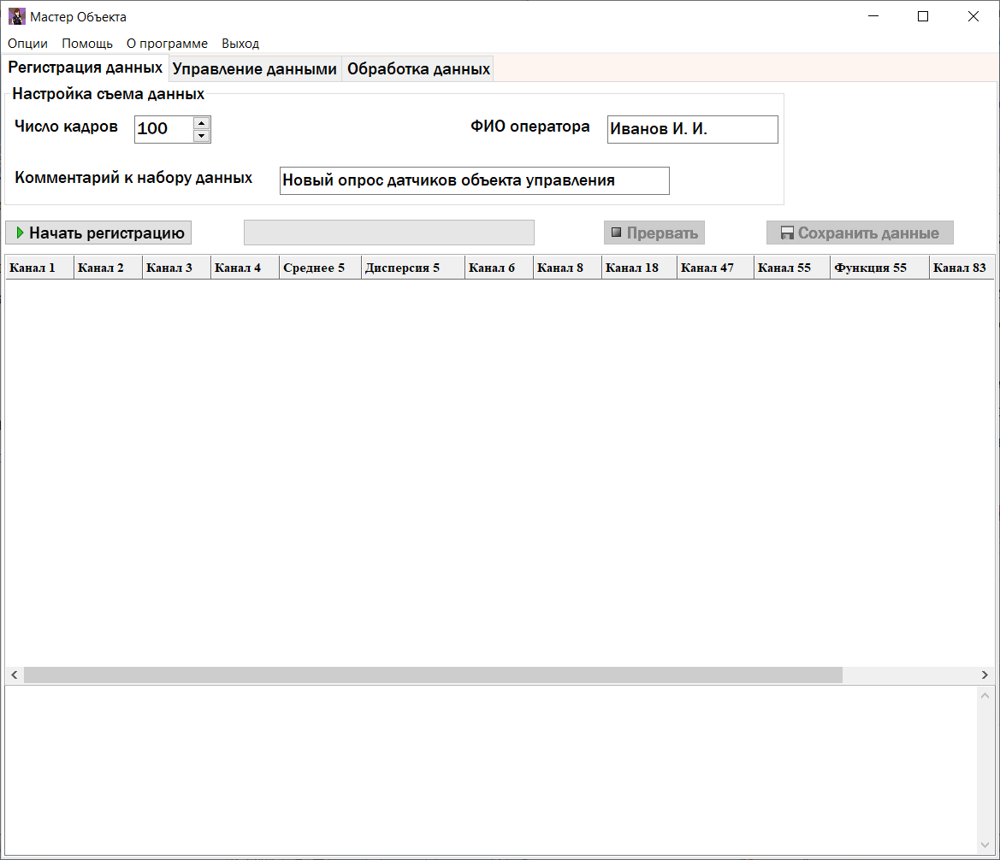 Мастер Объекта
Опции Помощь О программе Выход
Регистрация данных Управление данными Обработка данных
Настройка съема данных
Число кадров 100 ФИО оператора Иванов И. И.
Комментарий к набору данных Новый опрос датчиков объекта управления
Начать регистрацию Прервать Сохранить данные
Канал 1 Канал 2 Канал 3 Канал 4 Среднее 5 Дисперсия 5 Канал 6 Канал 8 Канал 18 Канал 47 Канал 55 Функция 55 Канал 83